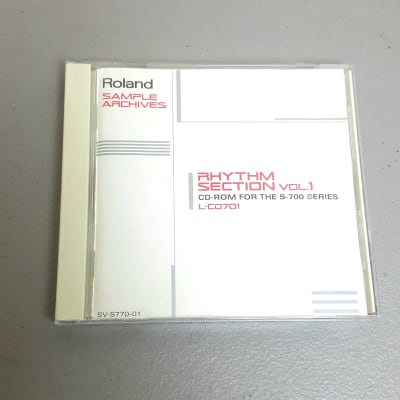 Roland
SAMPLE
ARCHIVES
RHYTHM
SECTION VOL.1
CD-ROM FOR THE S-700 SERIES
L-CD701
SV-S770-01